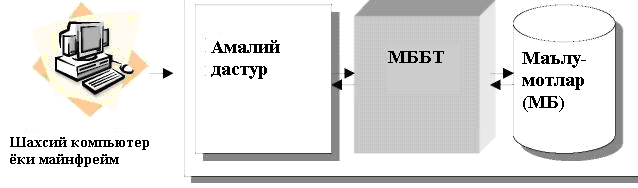 Амалий
дастур
МББТ
Маълу-
мотлар
(МБ)
Шахсий компьютер
ёки майнфрейм